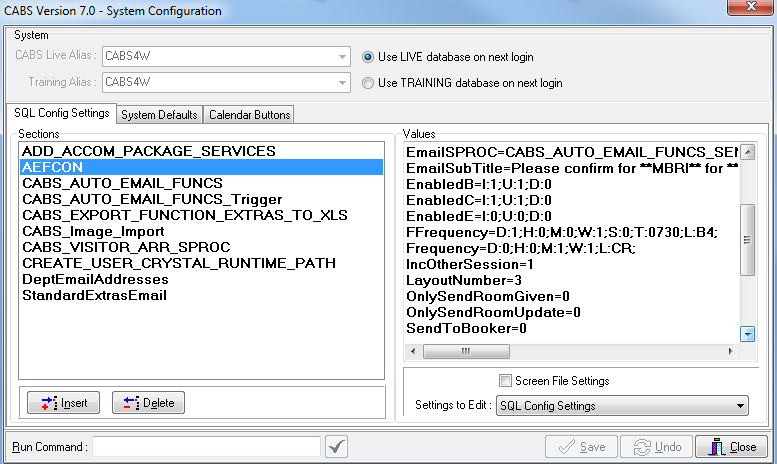 CABS Version 7.0 - System Configuration
System
CABS Live Alias : CABS4W
Use LIVE database on next login
Training Alias : CABS4W
Use TRAINING database on next login
SQL Config Settings System Defaults Calendar Buttons
Sections
ADD_ACCOM_PACKAGE_SERVICES
AEFCON
CABS_AUTO_EMAIL_FUNCS
CABS_AUTO_EMAIL_FUNCS_Trigger
CABS_EXPORT_FUNCTION_EXTRAS_TO_XLS
CABS_Image_Import
CABS_VISITOR_ARR_SPROC
CREATE_USER_CRYSTAL_RUNTIME_PATH
DeptEmailAddresses
StandardExtrasEmail
Insert Delete
Values
EmailSPROC=CABS_AUTO_EMAIL_FUNCS_SEN
EmailSubTitle=Please confirm for **MBRI** for **
EnabledB=I:1;U:1;D:0
EnabledC=I:1;U:1;D:0
EnabledE=I:0;U:0;D:0
FFrequency=D:1;H:0;M:0;W:1;S:0;T:0730;L:B4;
Frequency=D:0;H:0;M:1;W:1;L:CR;
IncOtherSession=1
LayoutNumber=3
OnlySendRoomGiven=0
OnlySendRoomUpdate=0
SendToBooker=0
Screen File Settings
Settings to Edit : SQL Config Settings
Run Command :
Save Undo Close